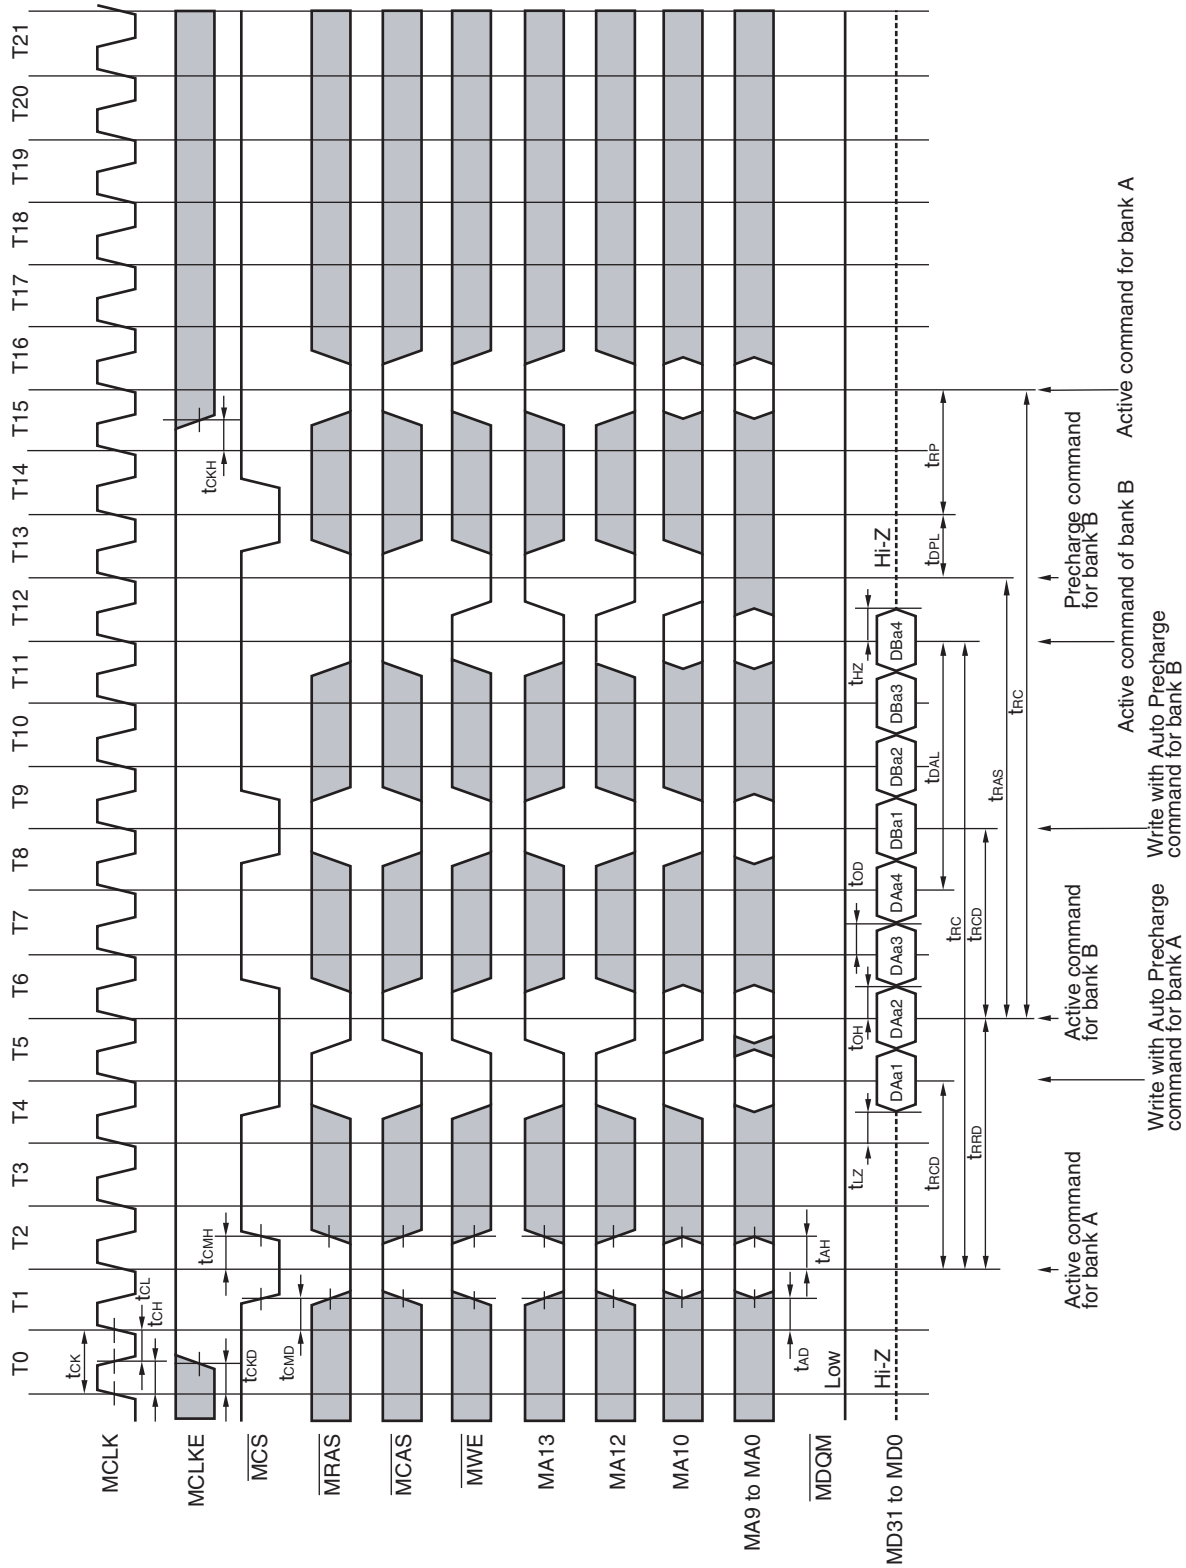 T0
T1
T2
T3
T4
T5
T6
T7
T8
T9
T10
T11
T12
T13
T14
T15
T16
T17
T18
T19
T20
T21
MCLK
tCK
tCH
tCL
MCLKE
tCKD
tCKH
MCS
tCMD
tCMH
MRAS
MCAS
MWE
MA13
MA12
MA10
MA9 to MA0
tAD
tAH
MDQM
Low
MD31 to MD0
Hi-Z
tLZ
DAa1
tOH
DAa2
DAa3
tOD
DAa4
DBa1
DBa2
DBa3
tHZ
DBa4
Hi-Z
tRCD
tDAL
tDPL
tRP
tRC
tRRD
tRCD
tRAS
tRC
Active command
for bank A
Write with Auto Precharge
command for bank A
Active command
for bank B
Write with Auto Precharge
command for bank B
Active command of bank B
Precharge command
for bank B
Active command for bank A